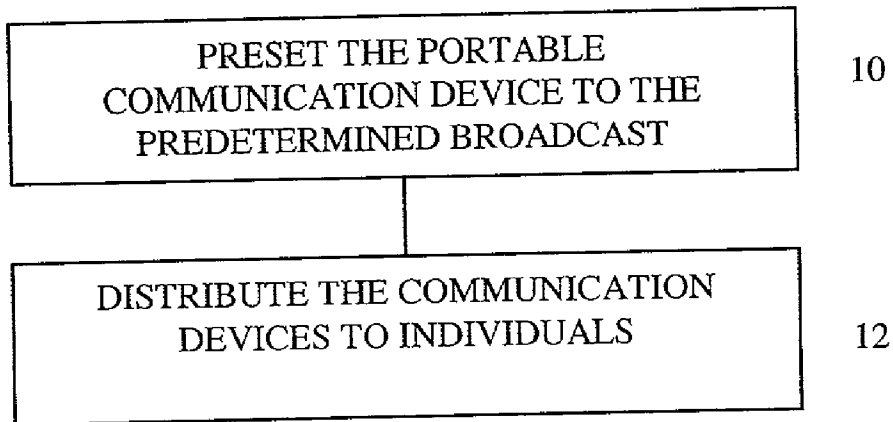 PRESET THE PORTABLE
COMMUNICATION DEVICE TO THE
PREDETERMINED BROADCAST
10
DISTRIBUTE THE COMMUNICATION
DEVICES TO INDIVIDUALS
12